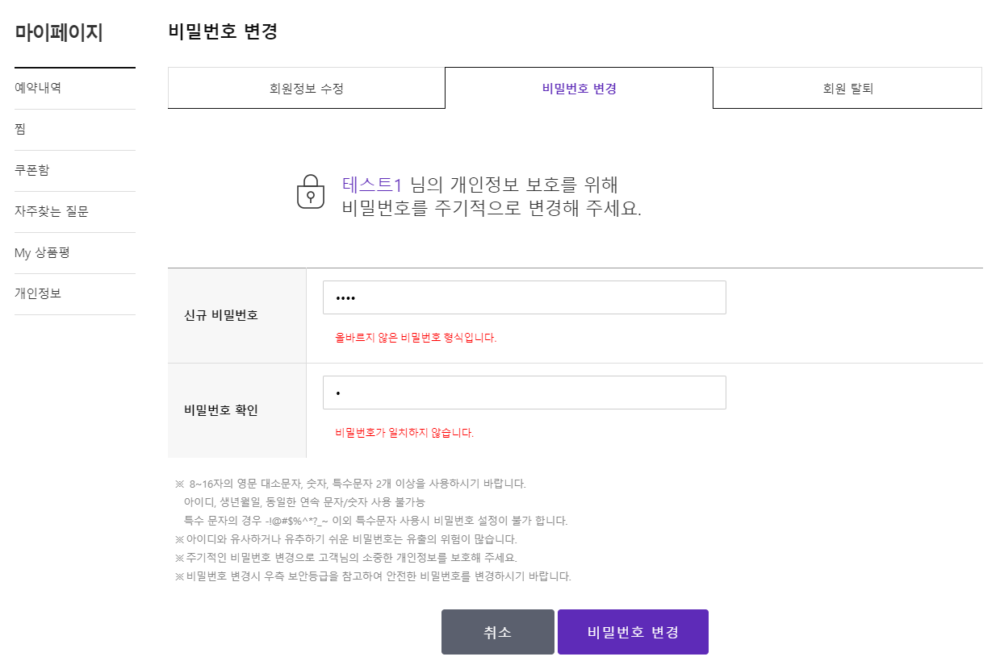 마이페이지
예약내역
찜
쿠폰함
자주찾는 질문
My 상품평
개인정보
비밀번호 변경
회원정보 수정
비밀번호 변경
회원 탈퇴
테스트1 님의 개인정보 보호를 위해
비밀번호를 주기적으로 변경해 주세요.
신규 비밀번호
••••
올바르지 않은 비밀번호 형식입니다.
비밀번호 확인
•
비밀번호가 일치하지 않습니다.
※ 8~16자의 영문 대소문자, 숫자, 특수문자 2개 이상을 사용하시기 바랍니다.
아이디, 생년월일, 동일한 연속 문자/숫자 사용 불가능
특수 문자의 경우 -!@#$%^*?_~ 이외 특수문자 사용시 비밀번호 설정이 불가 합니다.
※아이디와 유사하거나 유추하기 쉬운 비밀번호는 유출의 위험이 많습니다.
※주기적인 비밀번호 변경으로 고객님의 소중한 개인정보를 보호해 주세요.
※비밀번호 변경시 우측 보안등급을 참고하여 안전한 비밀번호를 변경하시기 바랍니다.
취소
비밀번호 변경